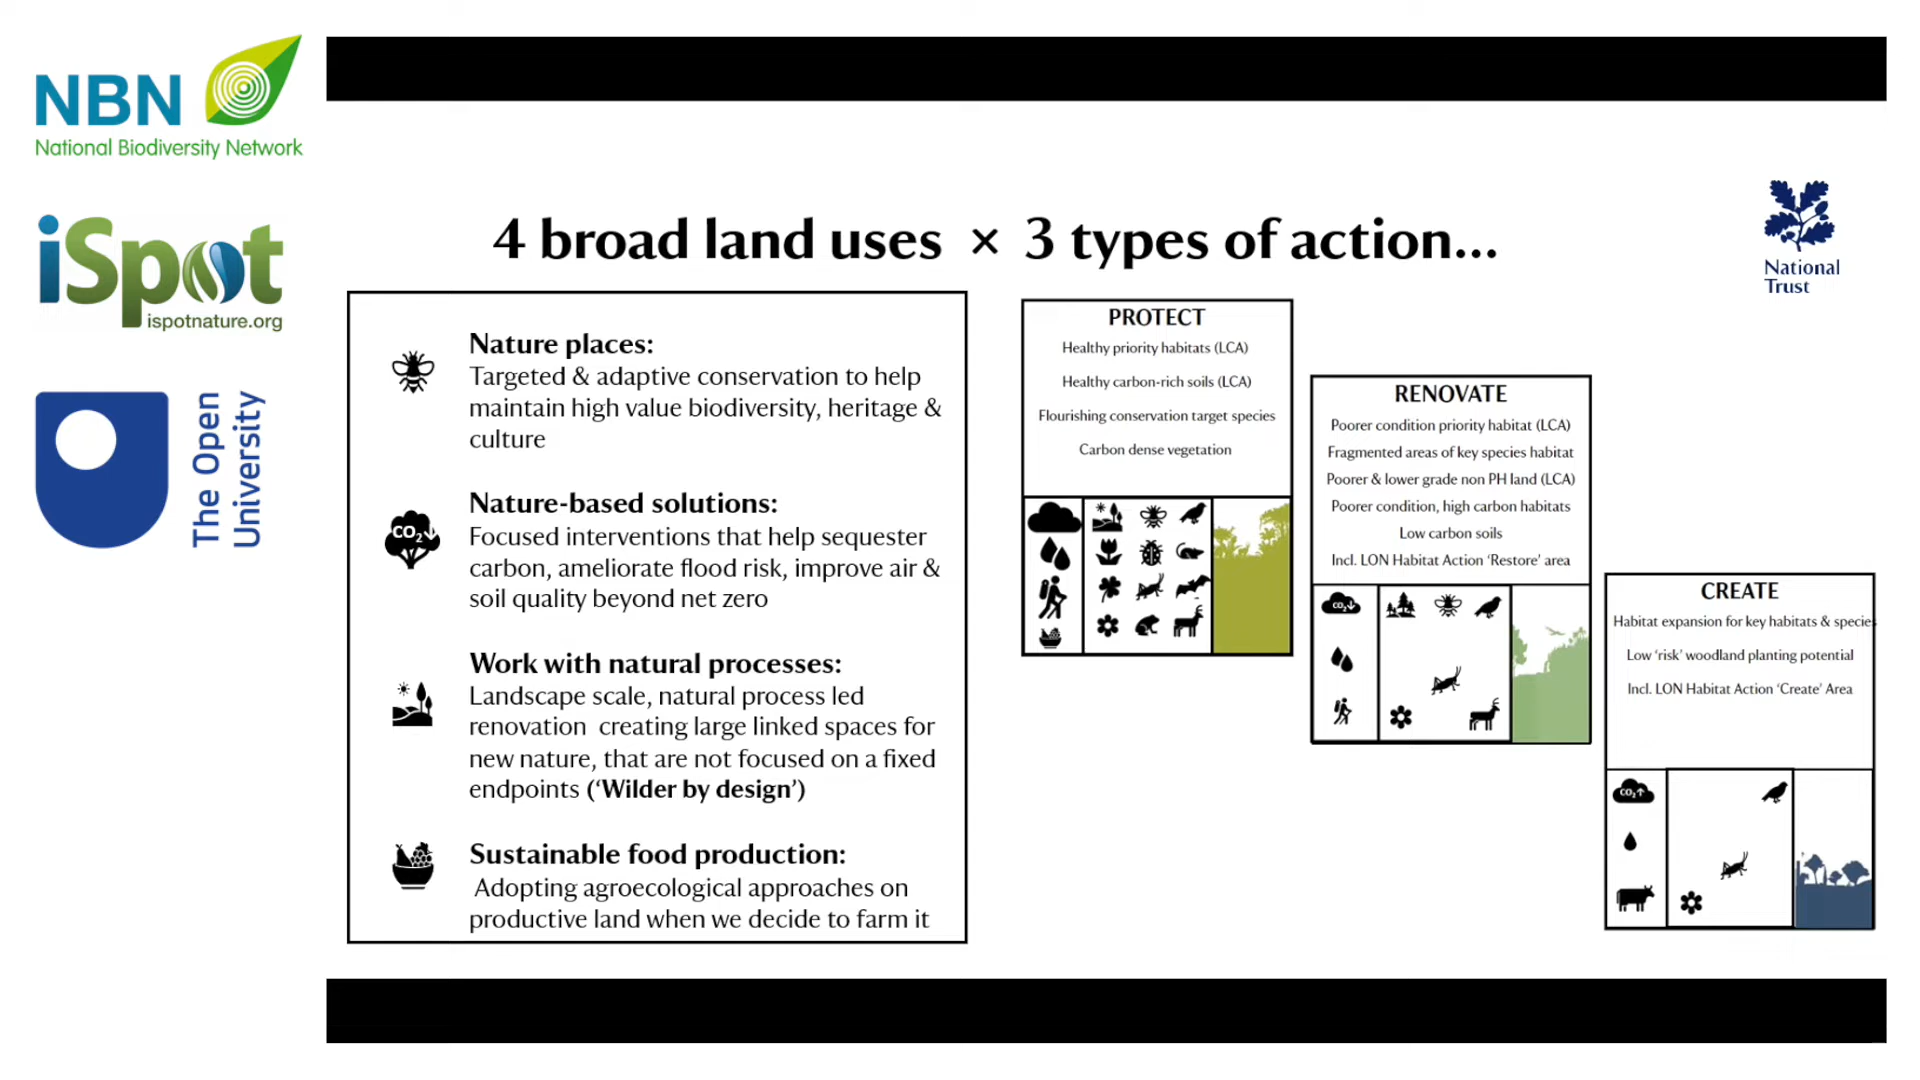 NBN
National Biodiversity Network
iSpot
ispotnature.org
The Open
University
4 broad land uses × 3 types of action...
National
Trust
Nature places:
Targeted & adaptive conservation to help
maintain high value biodiversity, heritage &
culture
CO₂
Nature-based solutions:
Focused interventions that help sequester
carbon, ameliorate flood risk, improve air &
soil quality beyond net zero
Work with natural processes:
Landscape scale, natural process led
renovation creating large linked spaces for
new nature, that are not focused on a fixed
endpoints (‘Wilder by design’)
Sustainable food production:
Adopting agroecological approaches on
productive land when we decide to farm it
PROTECT
Healthy priority habitats (LCA)
Healthy carbon-rich soils (LCA)
Flourishing conservation target species
Carbon dense vegetation
RENOVATE
Poorer condition priority habitat (LCA)
Fragmented areas of key species habitat
Poorer & lower grade non PH land (LCA)
Poorer condition, high carbon habitats
Low carbon soils
Incl. LON Habitat Action ‘Restore’ area
CO₂
CREATE
Habitat expansion for key habitats & species
Low ‘risk’ woodland planting potential
Incl. LON Habitat Action ‘Create’ Area
CO₂